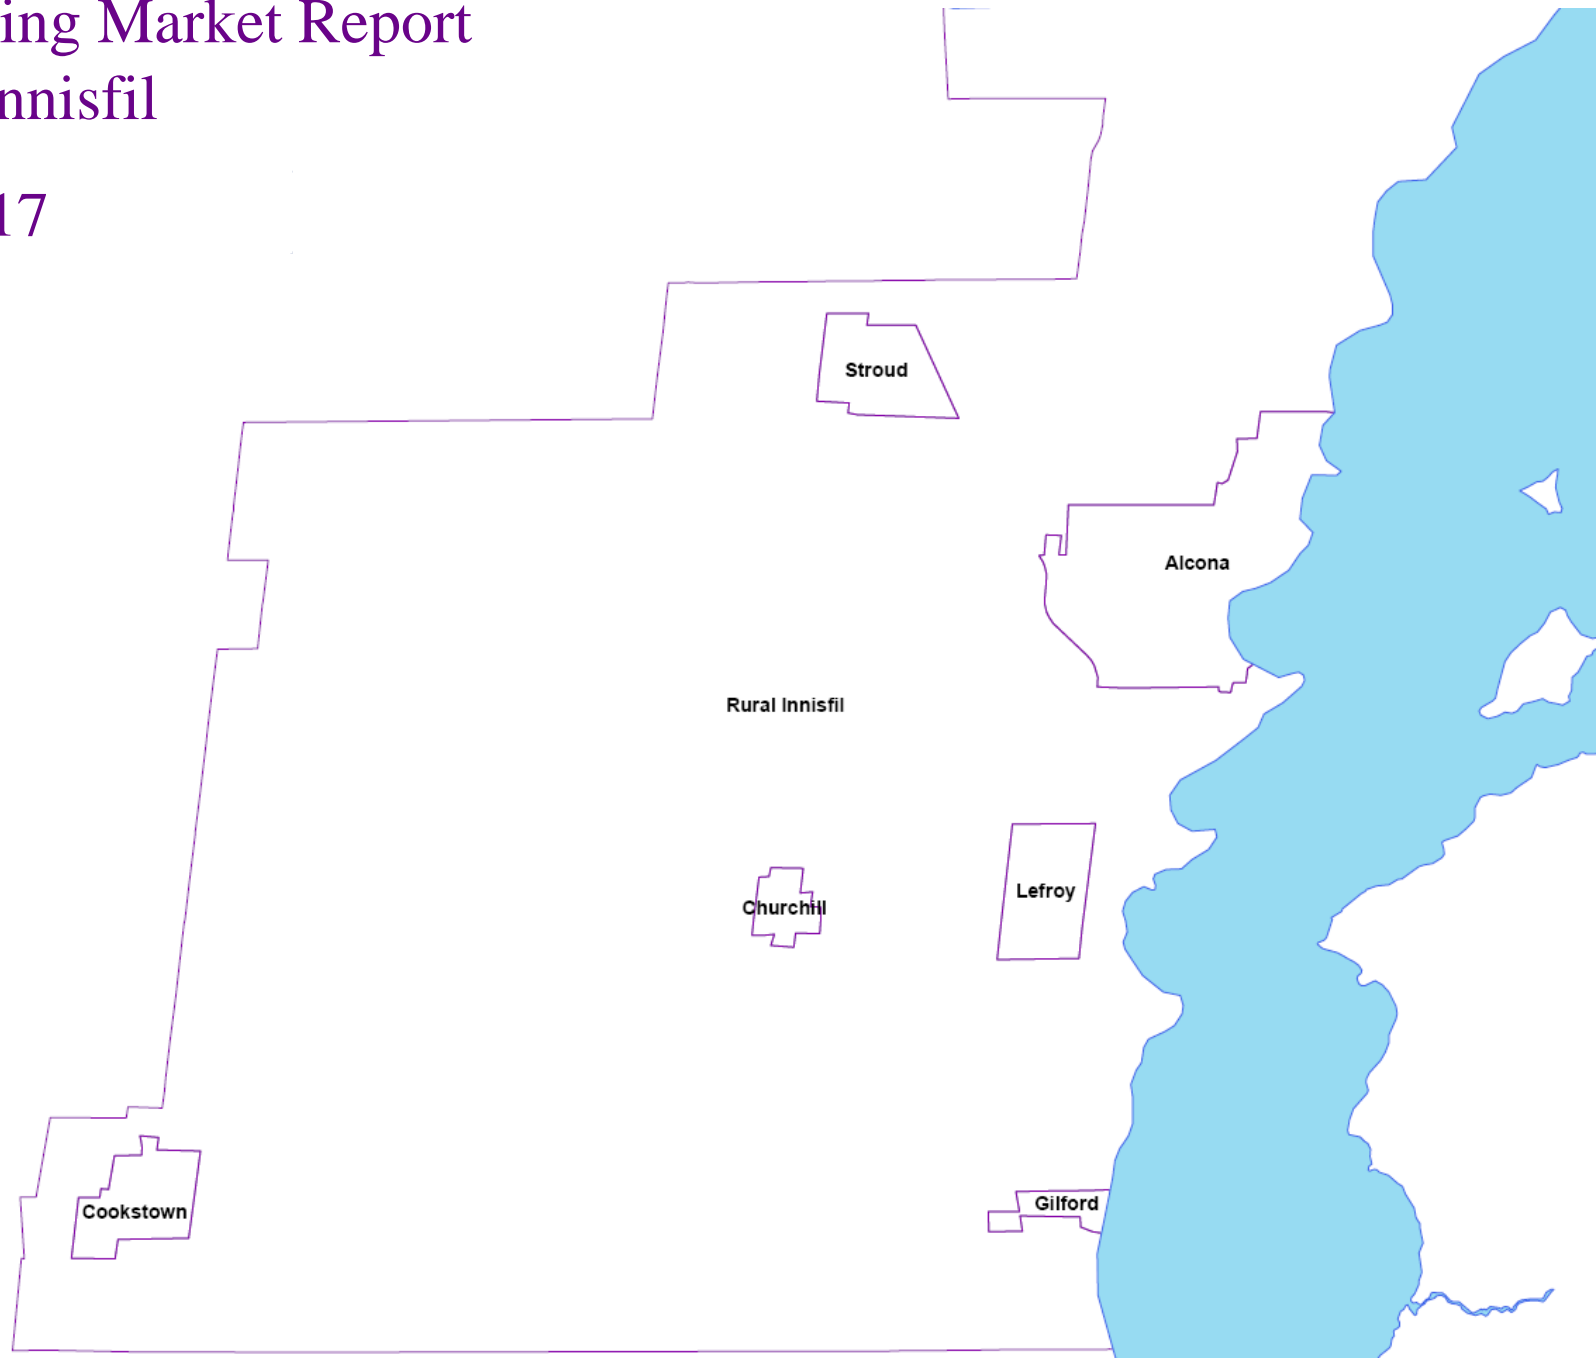 ing Market Report
nnisfil
17
Stroud
Alcona
Rural Innisfil
Lefroy
Churchill
Gilford
Cookstown